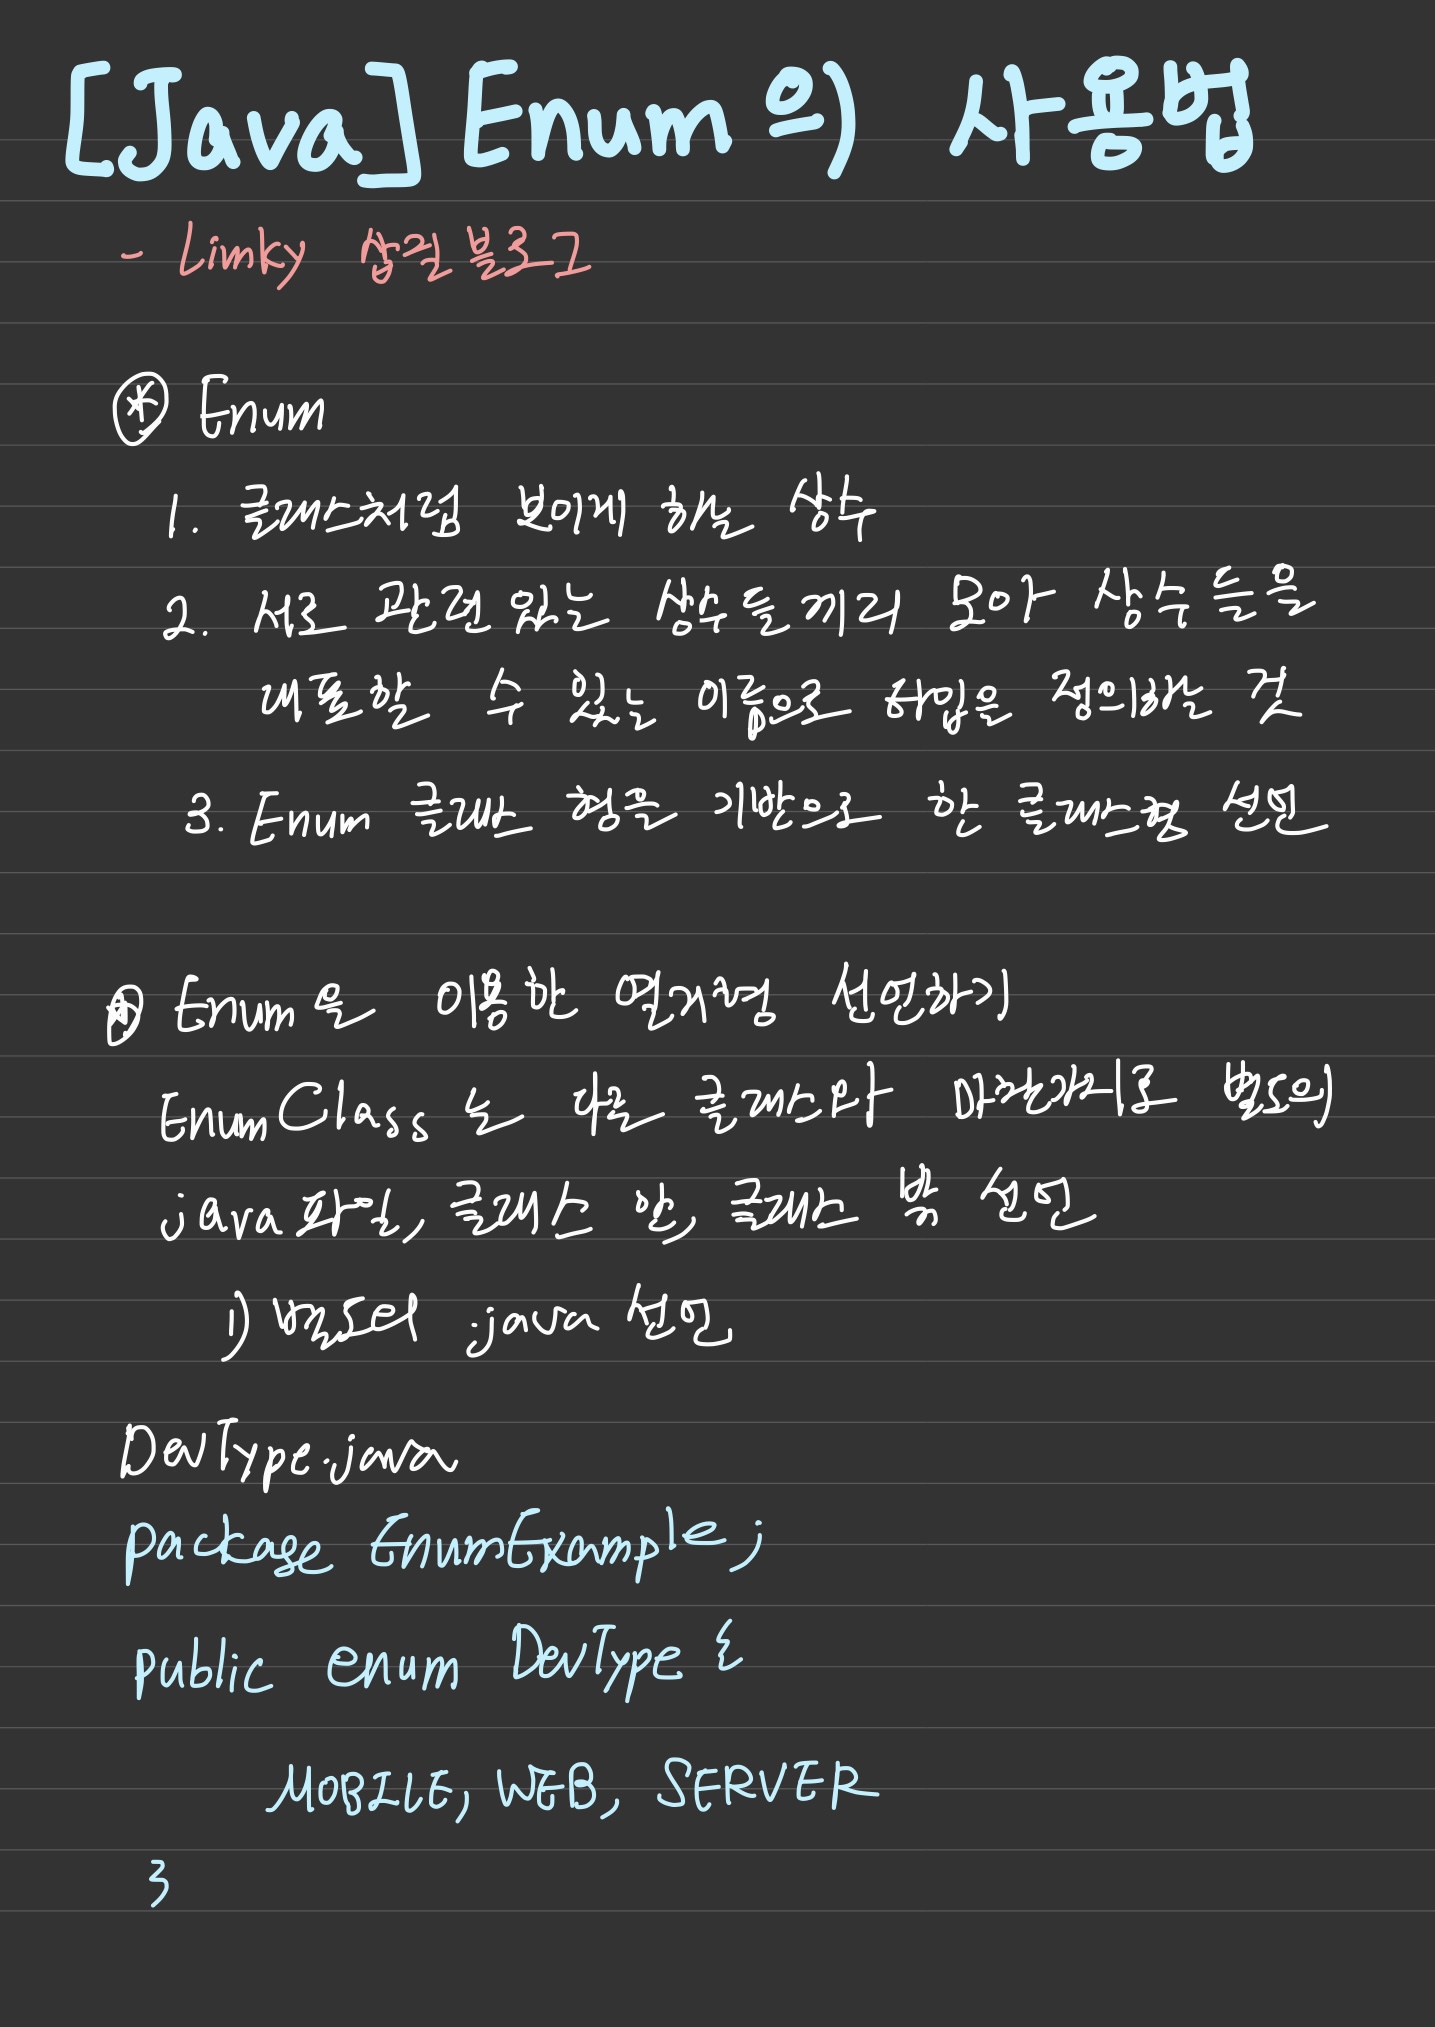 [Java] Enum의 사용법
- Limky 삽질블로그
* Enum
1. 클래스처럼 보이게 하는 상수
2. 서로 관련있는 상수들끼리 모아 상수들을
대표할 수 있는 이름으로 타입을 정의하는 것
3. Enum 클래스 형을 기반으로 한 클래스형 선언
* Enum을 이용한 열거형 선언하기
EnumClass는 다른 클래스와 마찬가지로 별도의
java파일, 클래스 안, 클래스 밖 선언
1) 별도의 .java 선언
DevType.java
package EnumExample;
public enum DevType {
MOBILE, WEB, SERVER
}